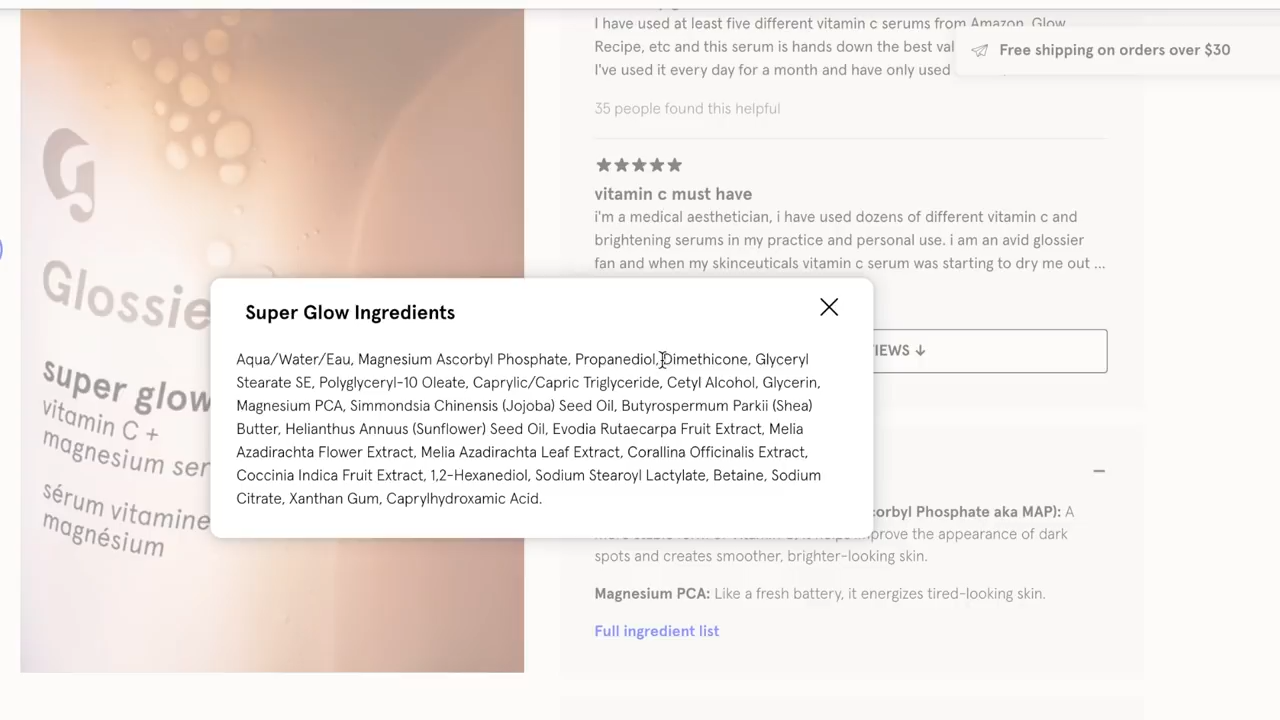 I have used at least five different vitamin c serums from Amazon, Glow
Recipe, etc and this serum is hands down the best
I've used it every day for a month and have only used
Free shipping on orders over $30
35 people found this helpful
vitamin c must have
i'm a medical aesthetician, i have used dozens of different vitamin c and
brightening serums in my practice and personal use. i am an avid glossier
fan and when my skinceuticals vitamin c serum was starting to dry me out ...
Glossie
super glow
vitamin C +
magnesium ser
sérum vitamine
magnésium
Super Glow Ingredients
Aqua/Water/Eau, Magnesium Ascorbyl Phosphate, Propanediol, Dimethicone, Glyceryl
Stearate SE, Polyglyceryl-10 Oleate, Caprylic/Capric Triglyceride, Cetyl Alcohol, Glycerin,
Magnesium PCA, Simmondsia Chinensis (Jojoba) Seed Oil, Butyrospermum Parkii (Shea)
Butter, Helianthus Annuus (Sunflower) Seed Oil, Evodia Rutaecarpa Fruit Extract, Melia
Azadirachta Flower Extract, Melia Azadirachta Leaf Extract, Corallina Officinalis Extract,
Coccinia Indica Fruit Extract, 1,2-Hexanediol, Sodium Stearoyl Lactylate, Betaine, Sodium
Citrate, Xanthan Gum, Caprylhydroxamic Acid.
IEWS ↓
corbyl Phosphate aka MAP): A
improve the appearance of dark
spots and creates smoother, brighter-looking skin.
Magnesium PCA: Like a fresh battery, it energizes tired-looking skin.
Full ingredient list